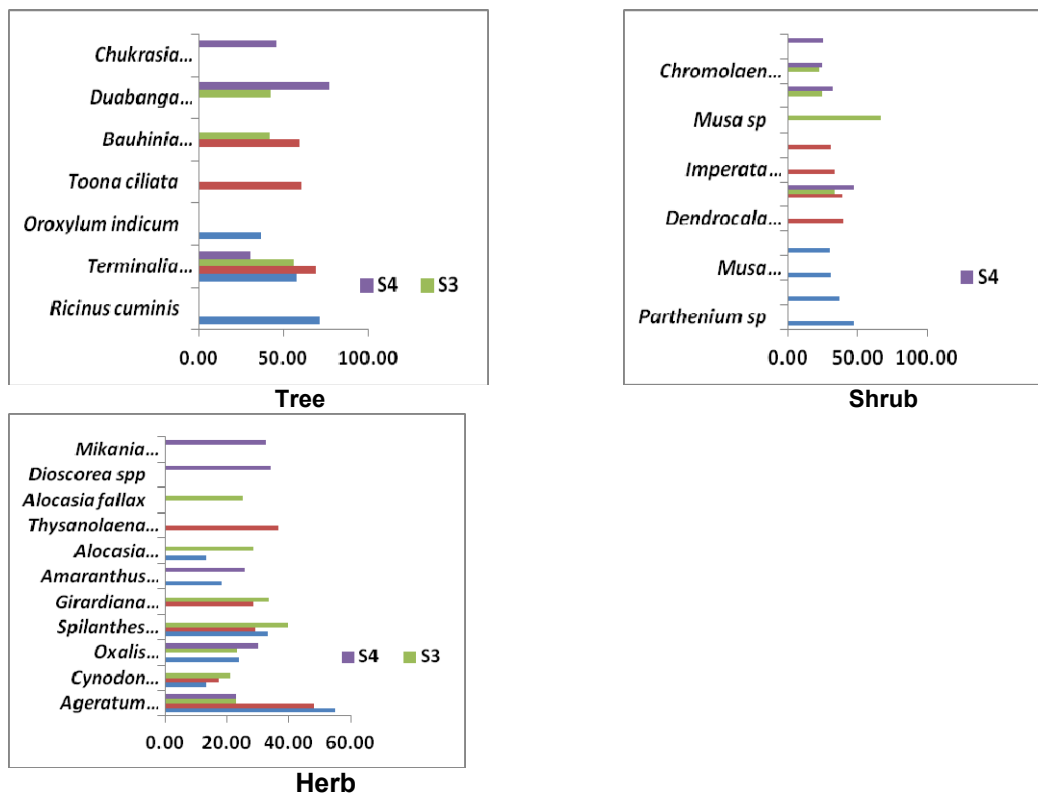 Chukrasia...
Duabanga...
Bauhinia...
Toona ciliata
Oroxylum indicum
Terminalia...
Ricinus cuminis
S4 S3
0.00 50.00 100.00
Tree
Chromolaen...
Musa sp
Imperata...
Dendrocala...
Musa...
Parthenium sp
S4
0.00 50.00 100.00
Shrub
Mikania...
Dioscorea spp
Alocasia fallax
Thysanolaena...
Alocasia...
Amaranthus...
Girardiana...
Spilanthes...
Oxalis...
Cynodon...
Ageratum...
S4 S3
0.00 20.00 40.00 60.00
Herb